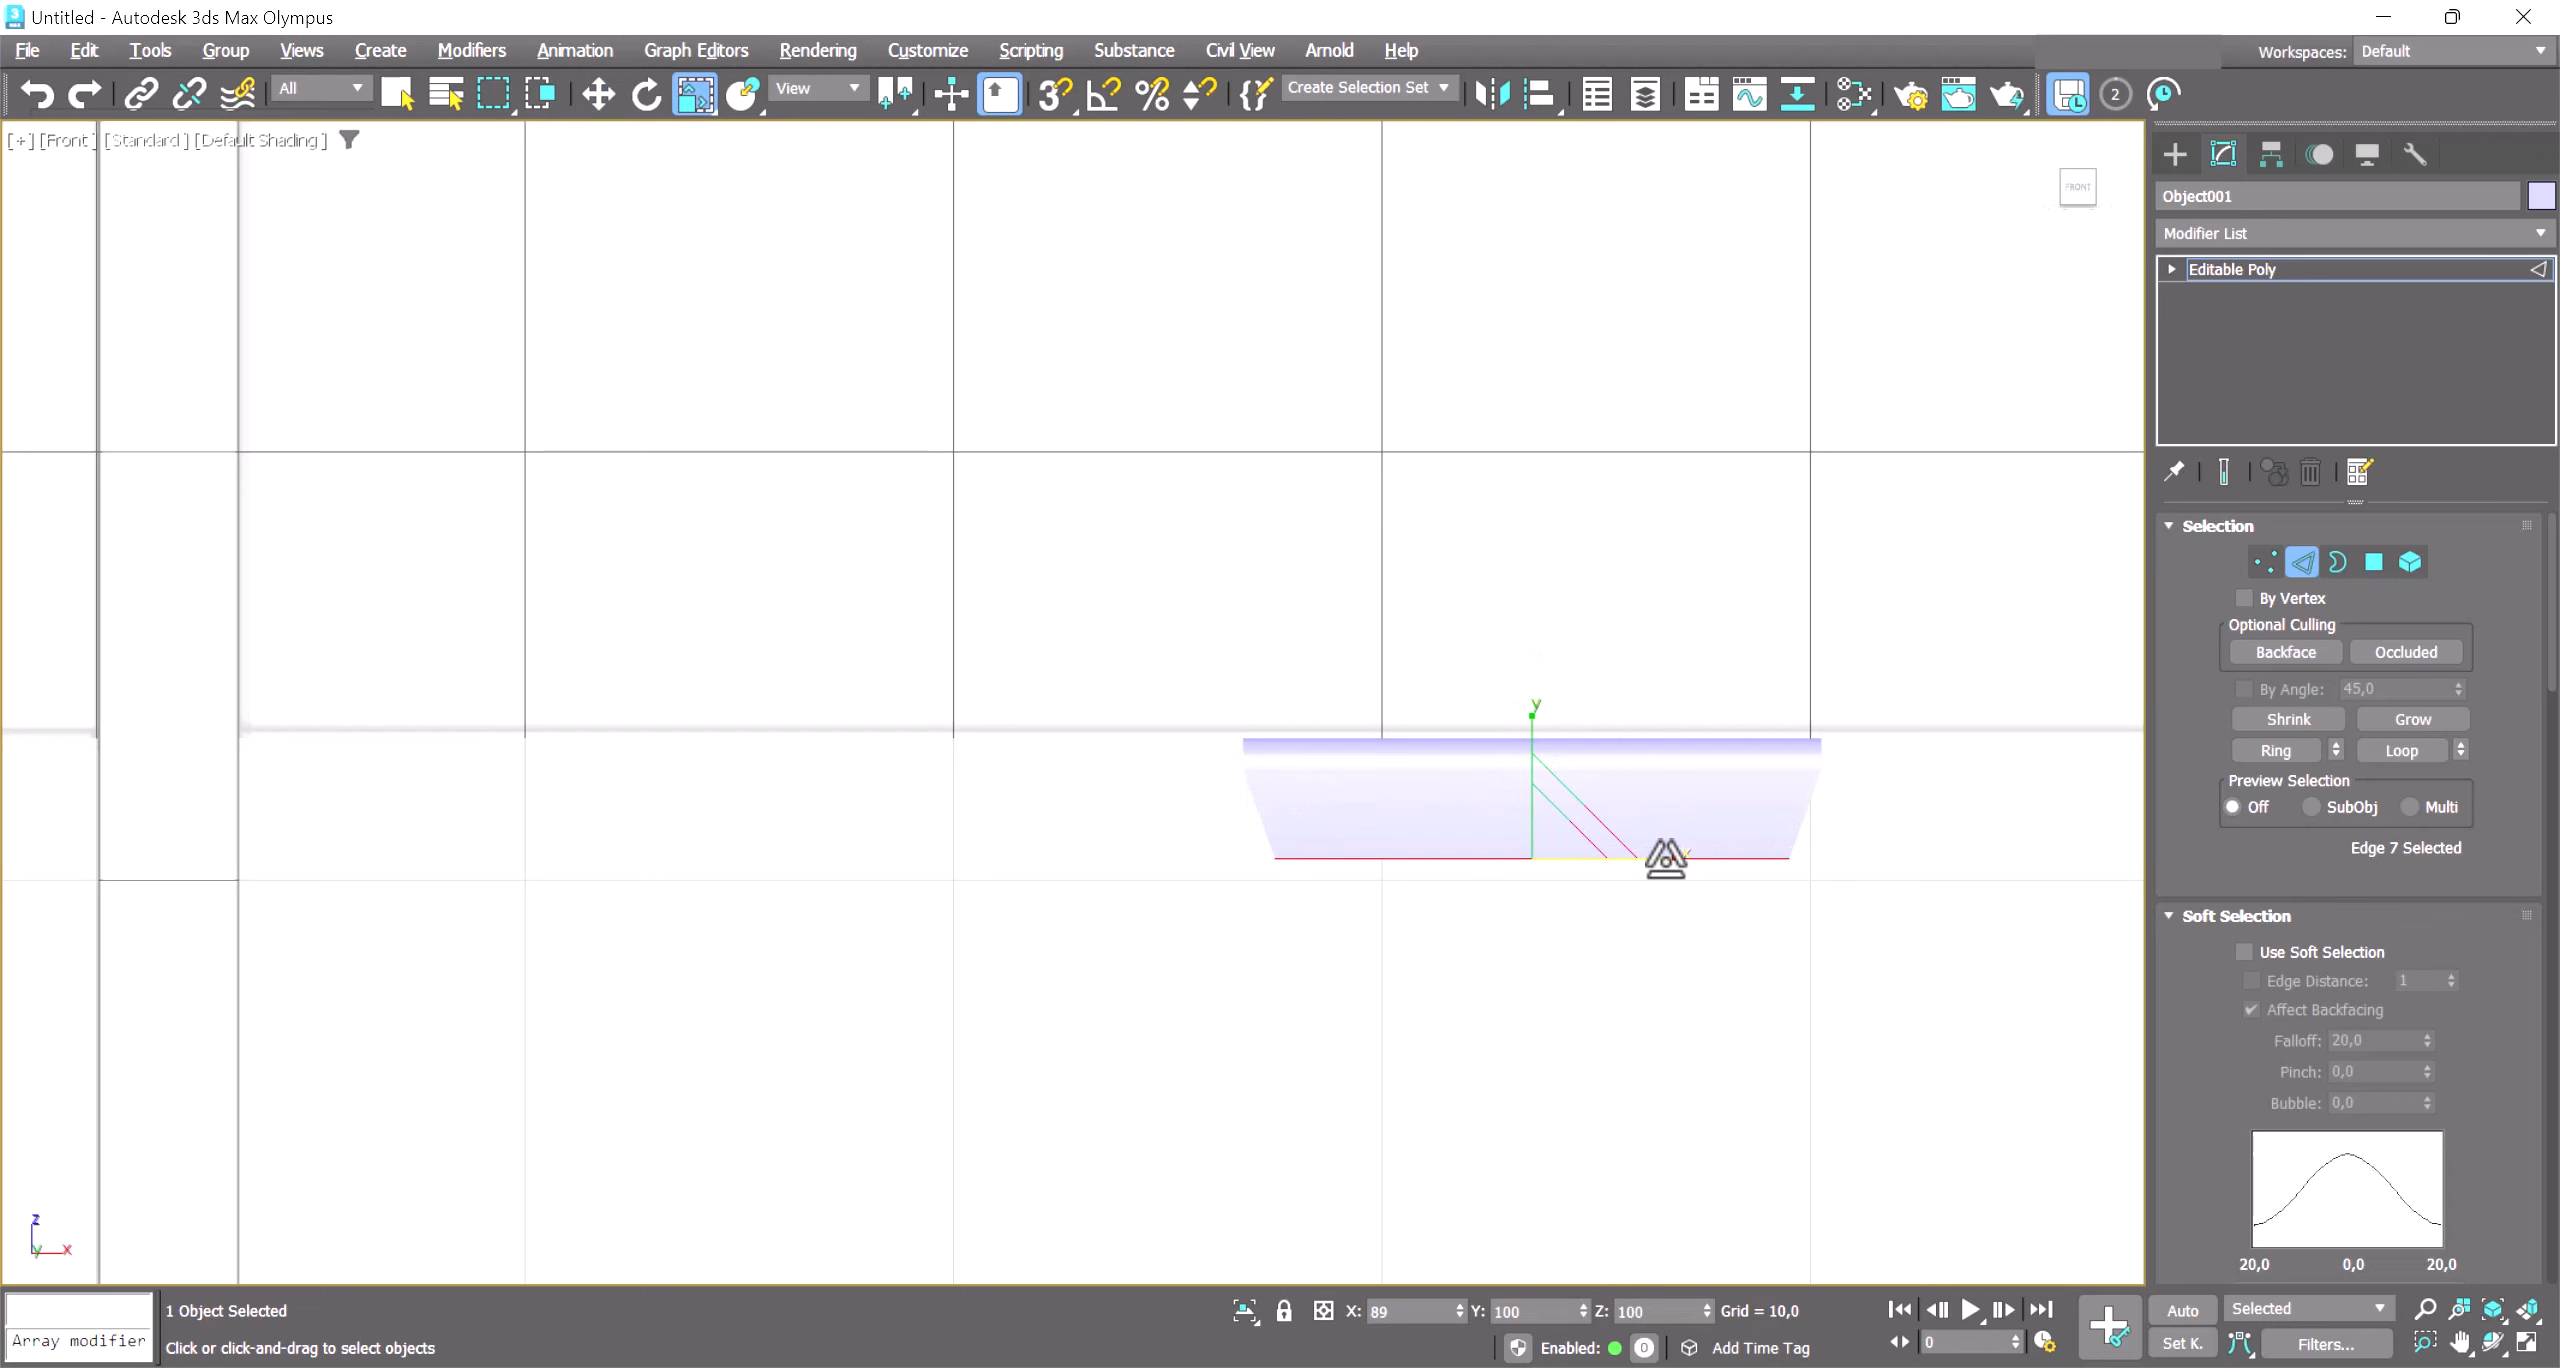 Untitled - Autodesk 3ds Max Olympus
File Edit Tools Group Views Create Modifiers Animation Graph Editors Rendering Customize Scripting Substance Civil View Arnold Help
Workspaces: Default
All
View
Create Selection Set
2
[+] [Front ] [Standard ] [Default Shading ]
FRONT
Object001
Modifier List
Editable Poly
Selection
By Vertex
Optional Culling
Backface Occluded
By Angle: 45,0
Shrink Grow
Ring Loop
Preview Selection
Off SubObj Multi
Edge 7 Selected
Soft Selection
Use Soft Selection
Edge Distance: 1
Affect Backfacing
Falloff: 20,0
Pinch: 0,0
Bubble: 0,0
20,0 0,0 20,0
y
z
y x
1 Object Selected
X: 89 Y: 100 Z: 100 Grid = 10,0
Auto Selected
Array modifier
Click or click-and-drag to select objects
Enabled: 0 Add Time Tag
0
Set K. Filters...